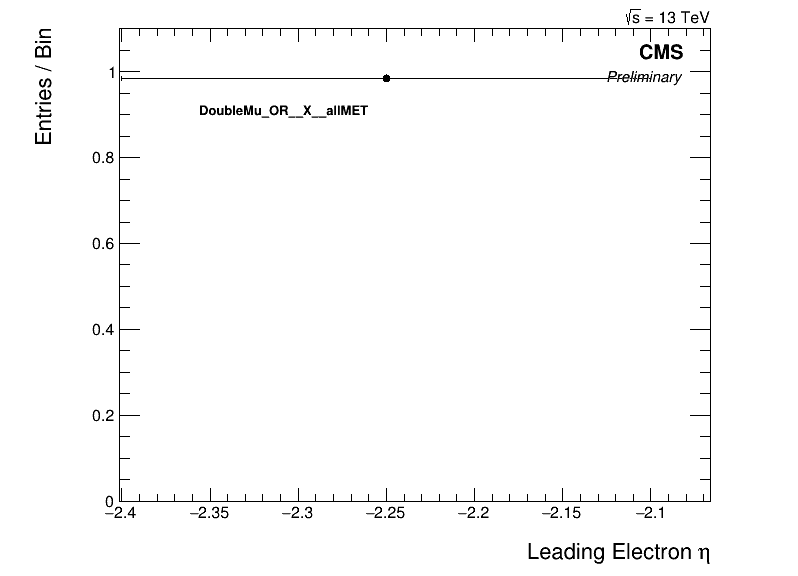 √s = 13 TeV
CMS
Preliminary
DoubleMu_OR__X__allMET
Entries / Bin
1
0.8
0.6
0.4
0.2
0
−2.4 −2.35 −2.3 −2.25 −2.2 −2.15 −2.1
Leading Electron η